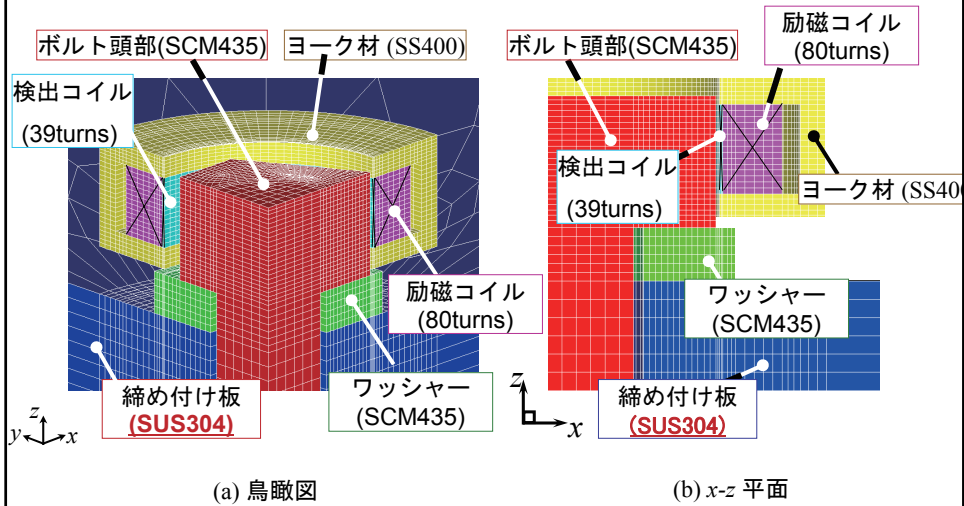 ボルト頭部(SCM435)
ヨーク材 (SS400)
検出コイル
(39turns)
励磁コイル
(80turns)
ワッシャー
(SCM435)
締め付け板
(SUS304)
z
y
x
(a) 鳥瞰図
ボルト頭部(SCM435)
励磁コイル
(80turns)
検出コイル
(39turns)
ヨーク材 (SS400
ワッシャー
(SCM435)
締め付け板
(SUS304)
z
x
(b) x-z 平面